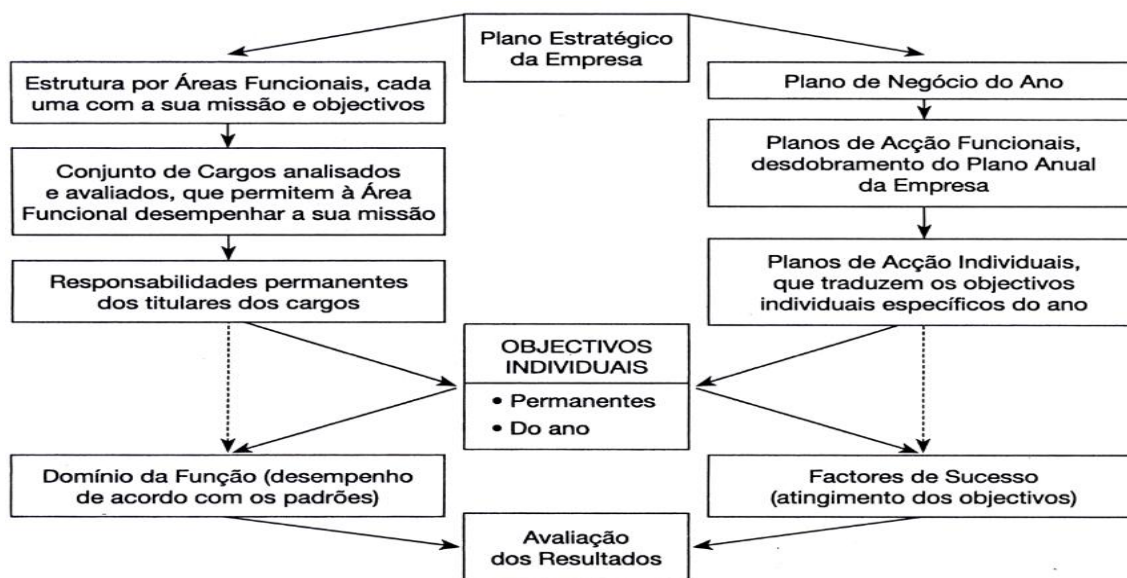 Plano Estratégico
da Empresa
Estrutura por Áreas Funcionais, cada
uma com a sua missão e objectivos
Conjunto de Cargos analisados
e avaliados, que permitem à Área
Funcional desempenhar a sua missão
Responsabilidades permanentes
dos titulares dos cargos
Plano de Negócio do Ano
Planos de Acção Funcionais,
desdobramento do Plano Anual
da Empresa
Planos de Acção Individuais,
que traduzem os objectivos
individuais específicos do ano
OBJECTIVOS
INDIVIDUAIS
• Permanentes
• Do ano
Domínio da Função (desempenho
de acordo com os padrões)
Factores de Sucesso
(atingimento dos objectivos)
Avaliação
dos Resultados